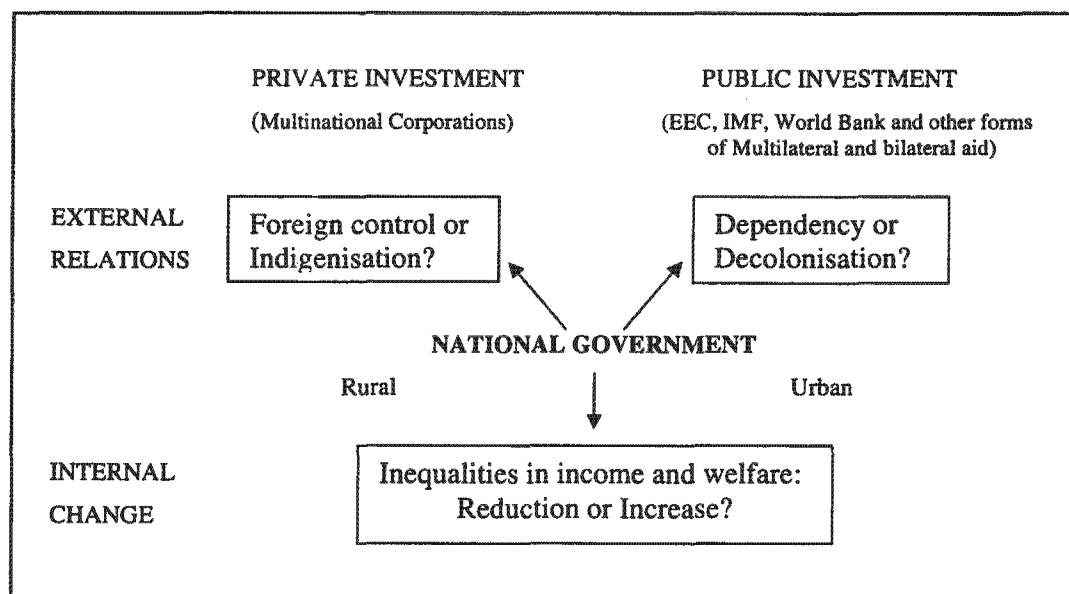 PRIVATE INVESTMENT
(Multinational Corporations)
PUBLIC INVESTMENT
(EEC, IMF, World Bank and other forms
of Multilateral and bilateral aid)
EXTERNAL
RELATIONS
Foreign control or
Indigenisation?
Dependency or
Decolonisation?
NATIONAL GOVERNMENT
Rural
Urban
INTERNAL
CHANGE
Inequalities in income and welfare:
Reduction or Increase?